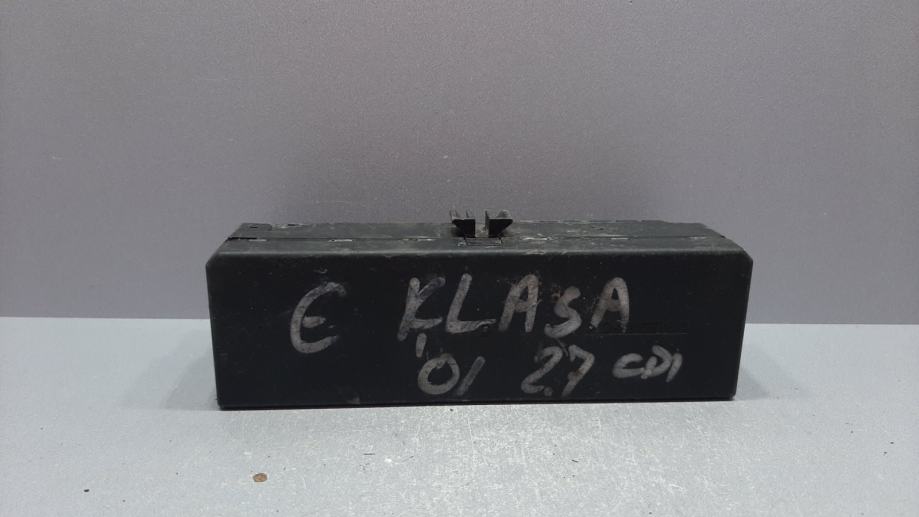 E KLASA
'01 2.7 CDI